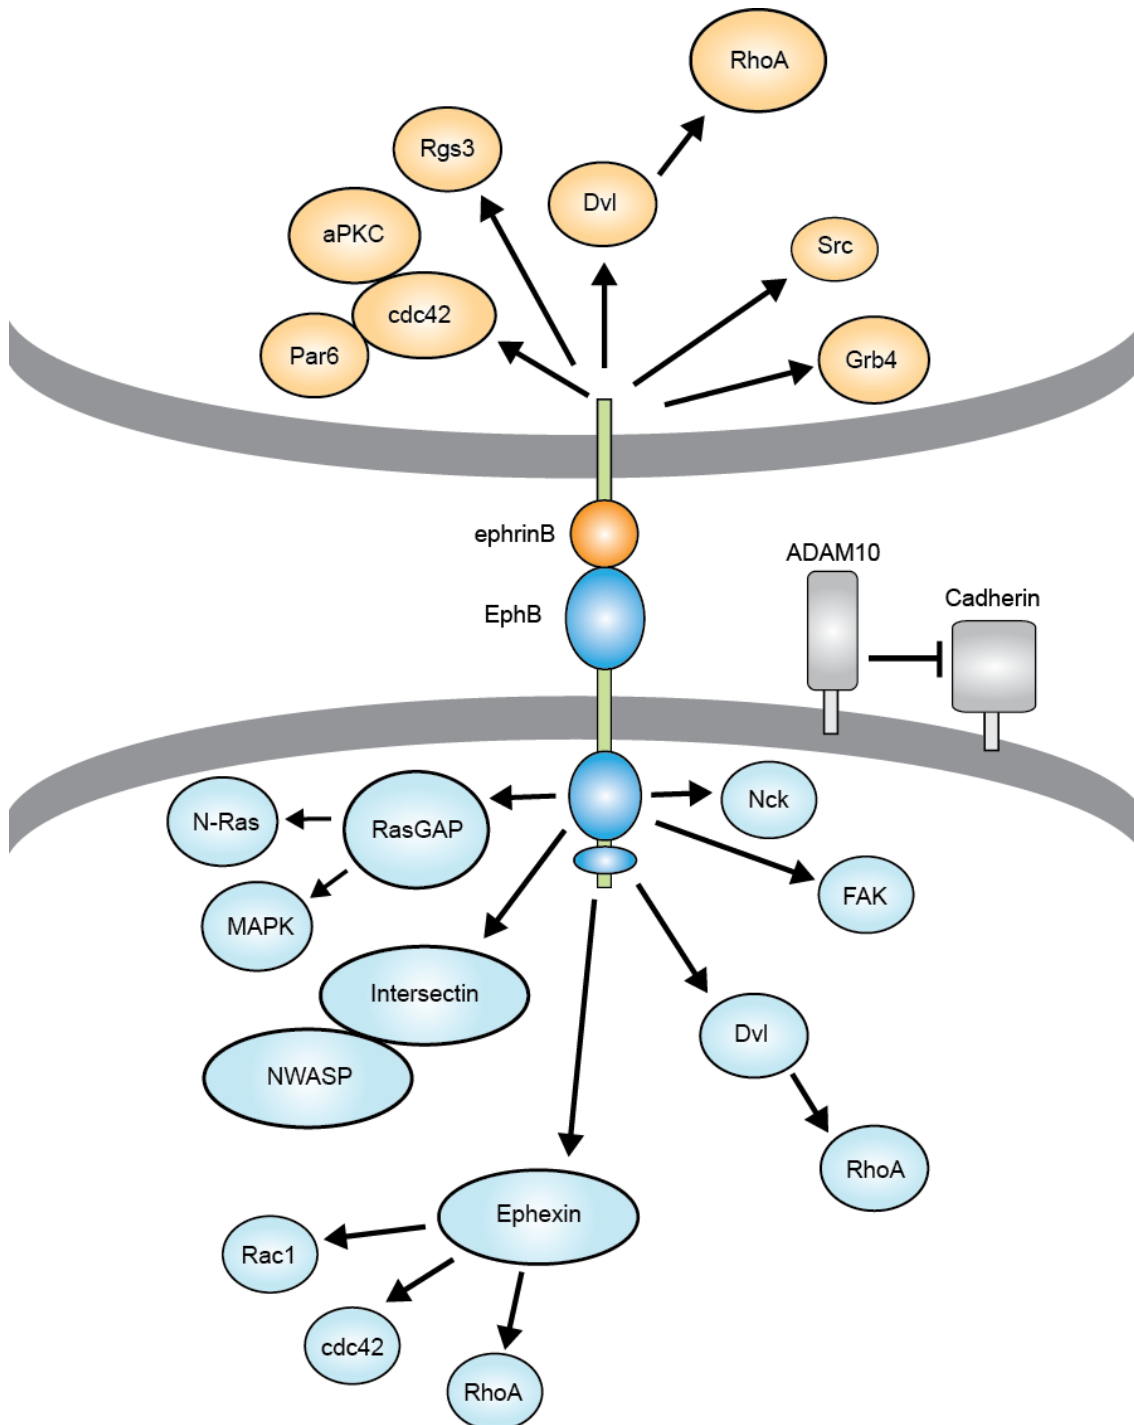 RhoA
Rgs3
Dvl
aPKC
Src
cdc42
Par6
Grb4
ephrinB
ADAM10
EphB
Cadherin
Nck
N-Ras
RasGAP
FAK
MAPK
Intersectin
Dvl
NWASP
RhoA
Ephexin
Rac1
cdc42
RhoA